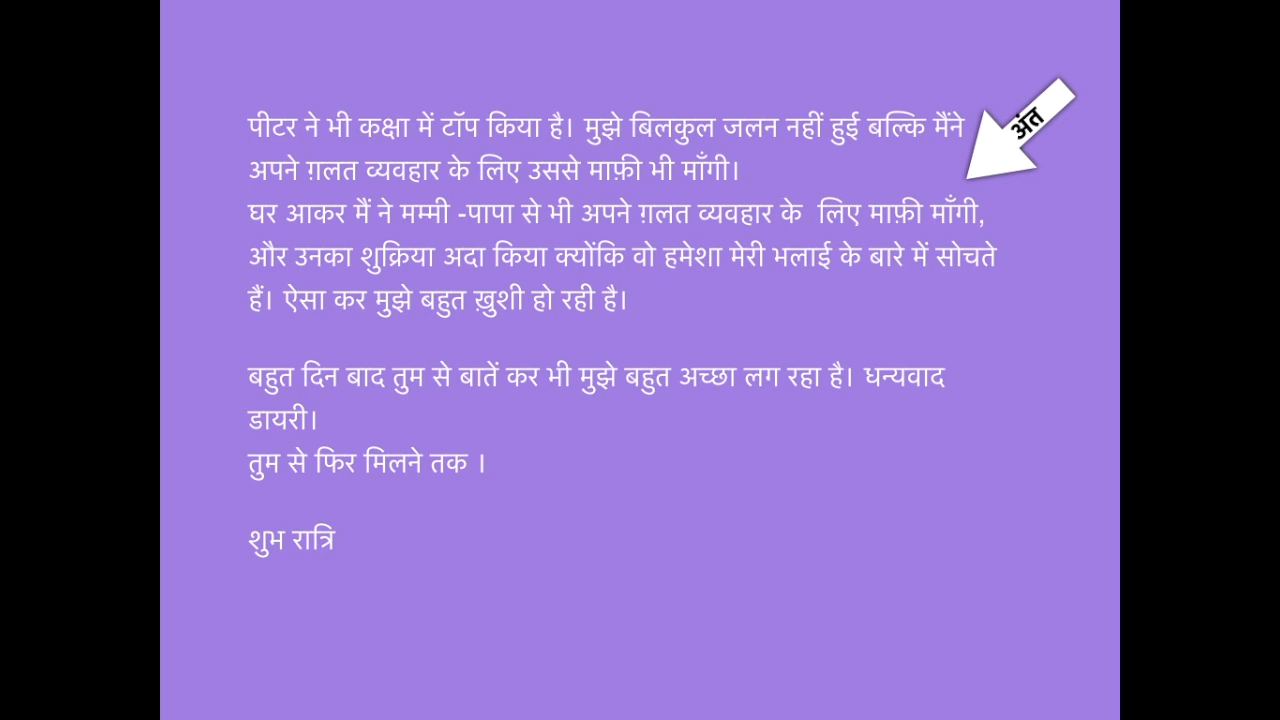 पीटर ने भी कक्षा में टॉप किया है। मुझे बिलकुल जलन नहीं हुई बल्कि मैंने
अपने ग़लत व्यवहार के लिए उससे माफ़ी भी माँगी।
घर आकर मैं ने मम्मी -पापा से भी अपने ग़लत व्यवहार के  लिए माफ़ी माँगी,
और उनका शुक्रिया अदा किया क्योंकि वो हमेशा मेरी भलाई के बारे में सोचते
हैं। ऐसा कर मुझे बहुत ख़ुशी हो रही है।
बहुत दिन बाद तुम से बातें कर भी मुझे बहुत अच्छा लग रहा है। धन्यवाद
डायरी।
तुम से फिर मिलने तक ।
शुभ रात्रि
अंत